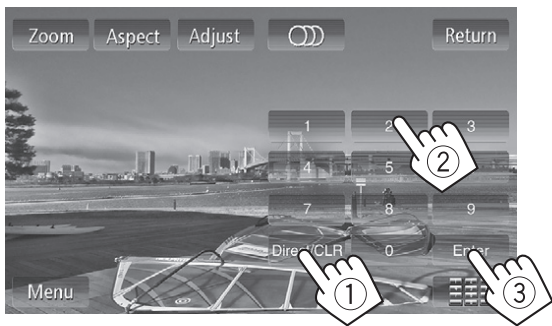 Zoom Aspect Adjust Return
1 2 3
4 5
②
7 8 9
Direct/CLR 0 Enter
Menu ① ③